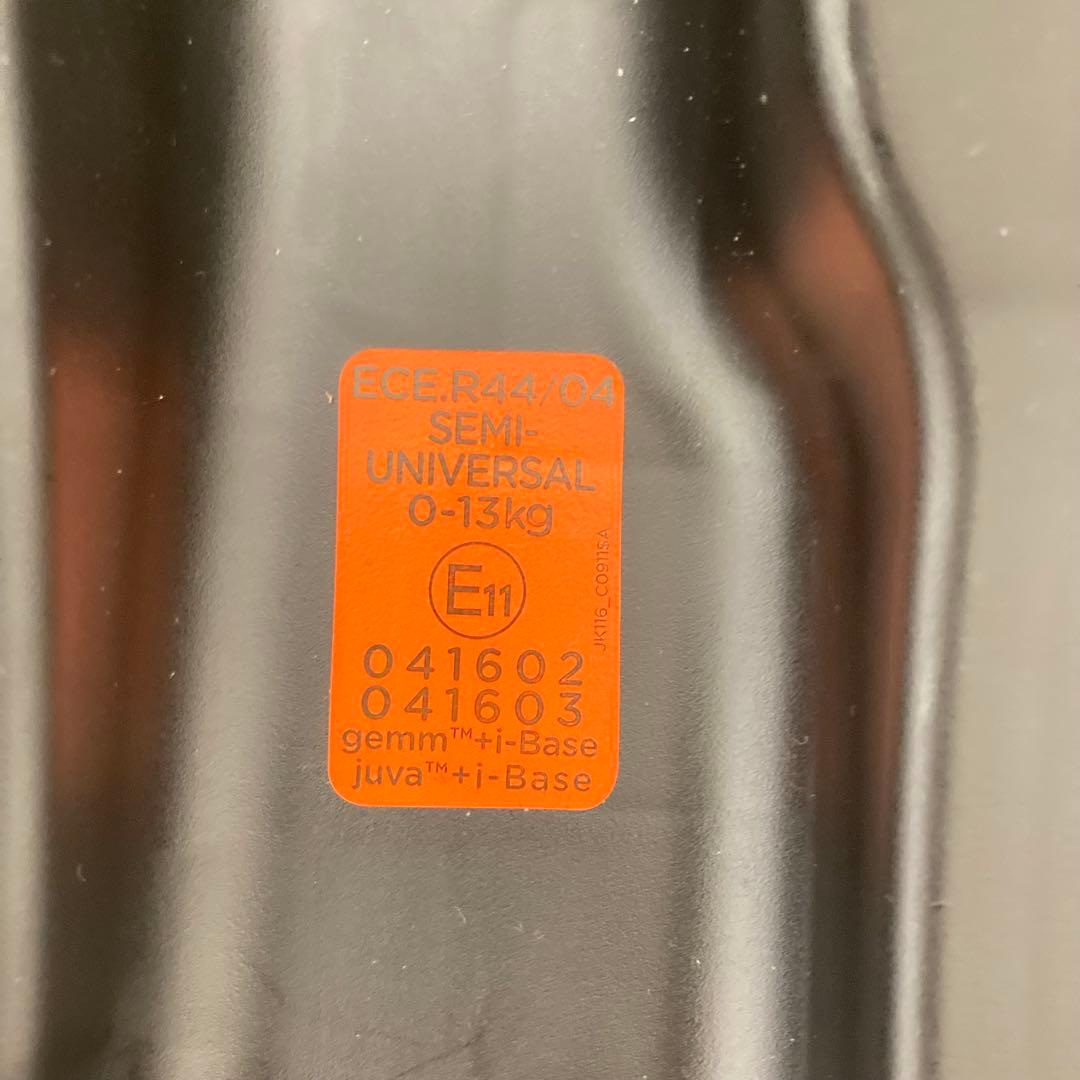 ECE.R44/04
SEMI-
UNIVERSAL
0-13kg
E11
041602
041603
gemm™+i-Base
juva™+i-Base
JK116_C0911SA